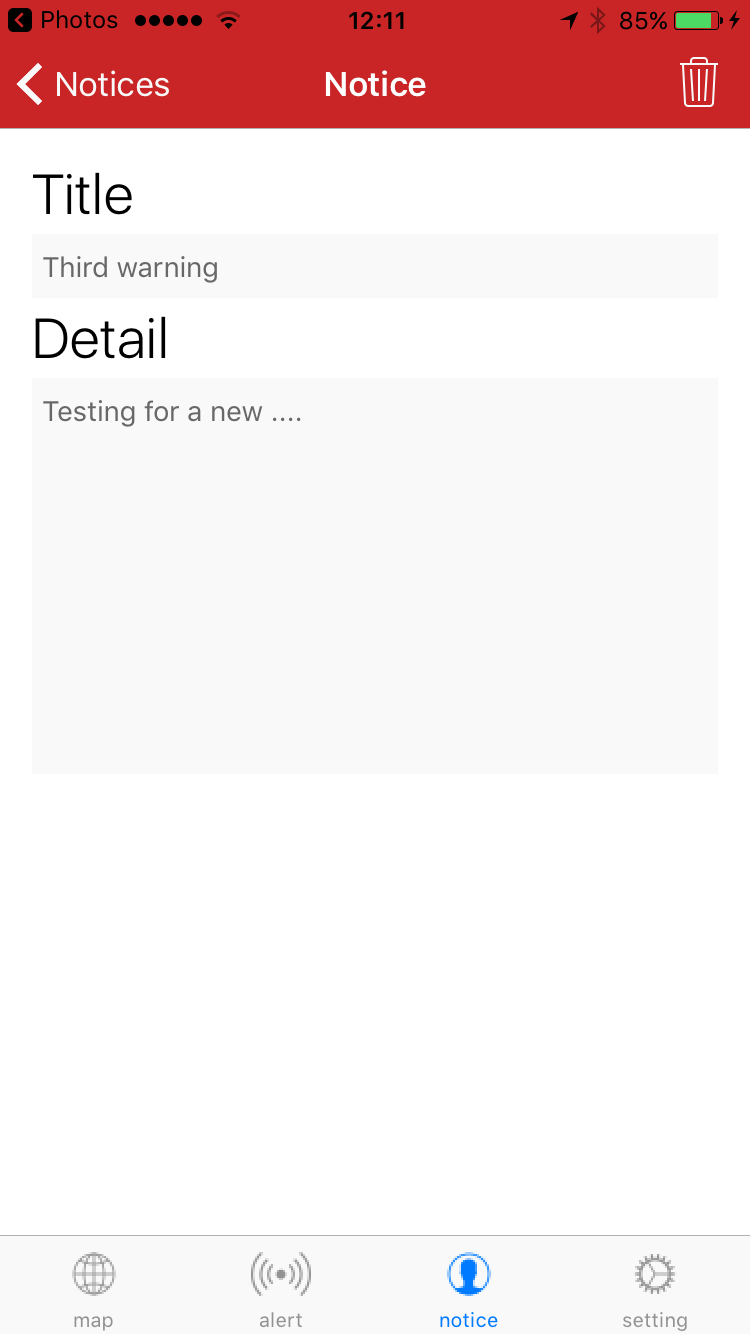 Photos 12:11 85%
Notices Notice
Title
Third warning
Detail
Testing for a new ....
map alert notice setting